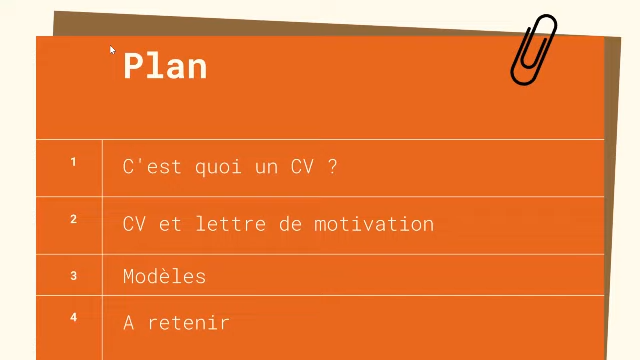 Plan
1 C'est quoi un CV ?
2 CV et lettre de motivation
3 Modèles
4 A retenir